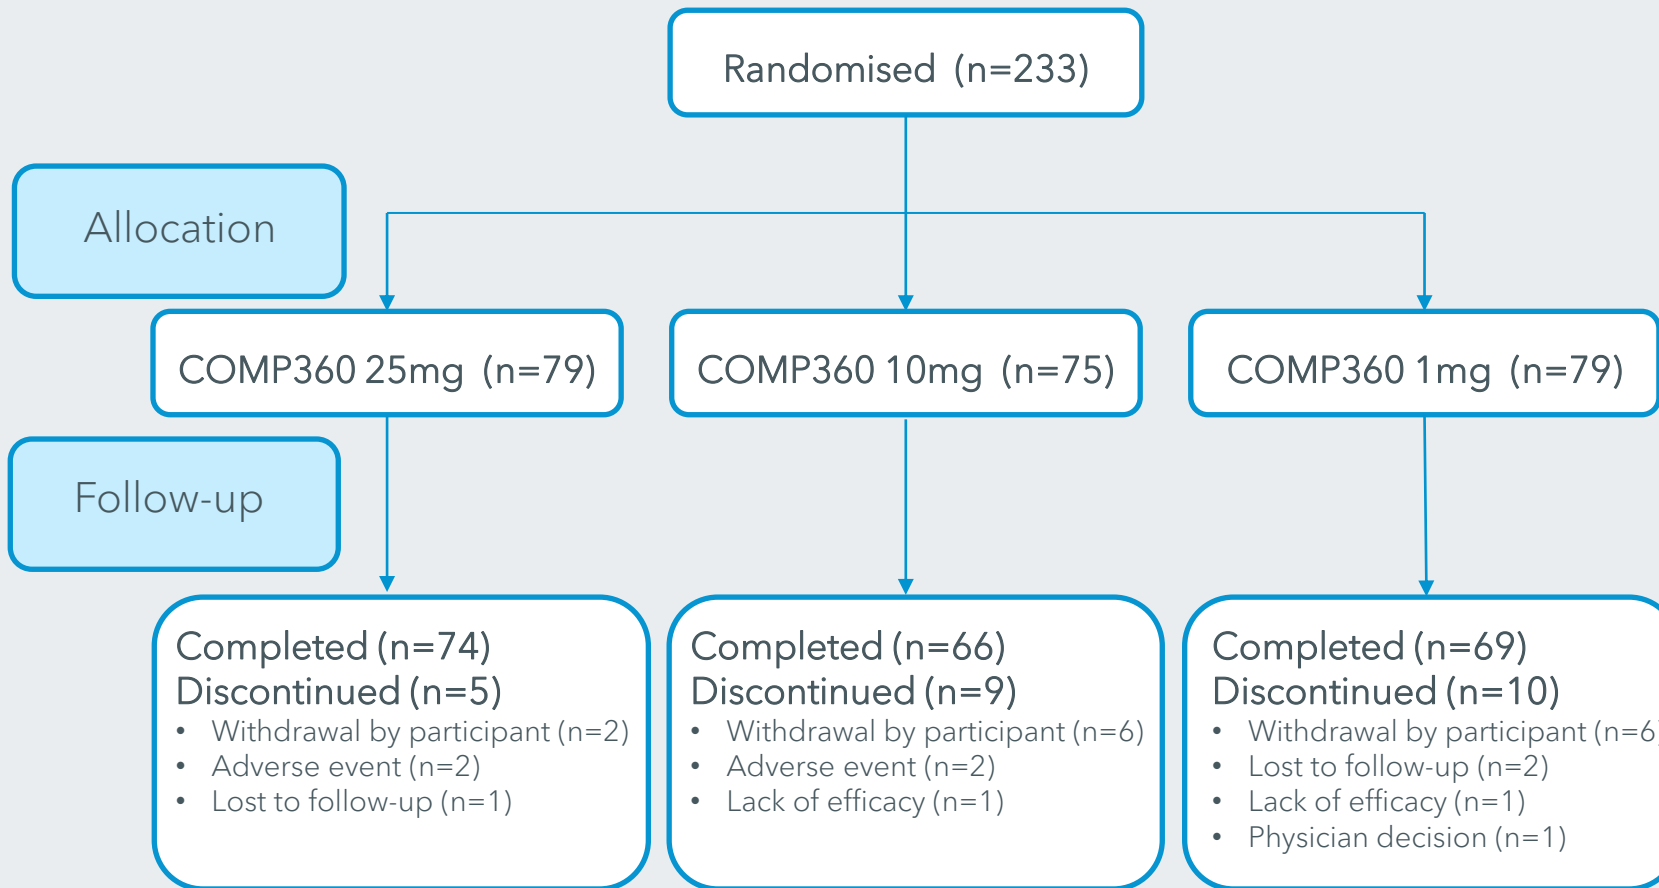 Randomised (n=233)
Allocation
COMP360 25mg (n=79)
COMP360 10mg (n=75)
COMP360 1mg (n=79)
Follow-up
Completed (n=74)
Discontinued (n=5)
• Withdrawal by participant (n=2)
• Adverse event (n=2)
• Lost to follow-up (n=1)
Completed (n=66)
Discontinued (n=9)
• Withdrawal by participant (n=6)
• Adverse event (n=2)
• Lack of efficacy (n=1)
Completed (n=69)
Discontinued (n=10)
• Withdrawal by participant (n=6)
• Lost to follow-up (n=2)
• Lack of efficacy (n=1)
• Physician decision (n=1)